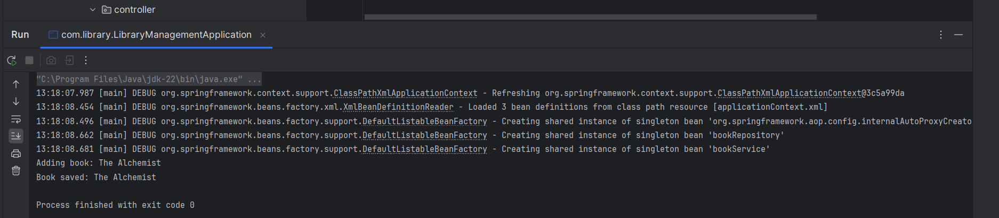 controller
Run com.library.LibraryManagementApplication
"C:\Program Files\Java\jdk-22\bin\java.exe" ...
13:18:07.987 [main] DEBUG org.springframework.context.support.ClassPathXmlApplicationContext - Refreshing org.springframework.context.support.ClassPathXmlApplicationContext@3c5a99da
13:18:08.454 [main] DEBUG org.springframework.beans.factory.xml.XmlBeanDefinitionReader - Loaded 3 bean definitions from class path resource [applicationContext.xml]
13:18:08.496 [main] DEBUG org.springframework.beans.factory.support.DefaultListableBeanFactory - Creating shared instance of singleton bean 'org.springframework.aop.config.internalAutoProxyCreato
13:18:08.662 [main] DEBUG org.springframework.beans.factory.support.DefaultListableBeanFactory - Creating shared instance of singleton bean 'bookRepository'
13:18:08.681 [main] DEBUG org.springframework.beans.factory.support.DefaultListableBeanFactory - Creating shared instance of singleton bean 'bookService'
Adding book: The Alchemist
Book saved: The Alchemist
Process finished with exit code 0